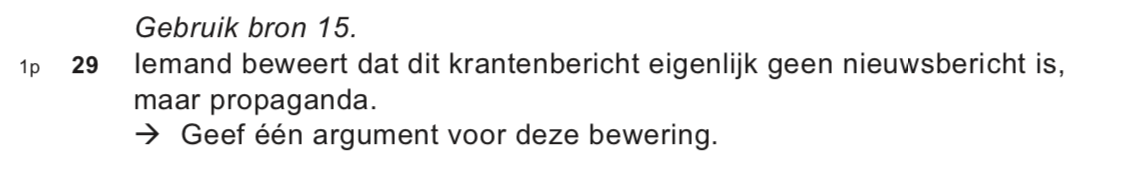 Gebruik bron 15.
1p 29 Iemand beweert dat dit krantenbericht eigenlijk geen nieuwsbericht is,
maar propaganda.
→ Geef één argument voor deze bewering.